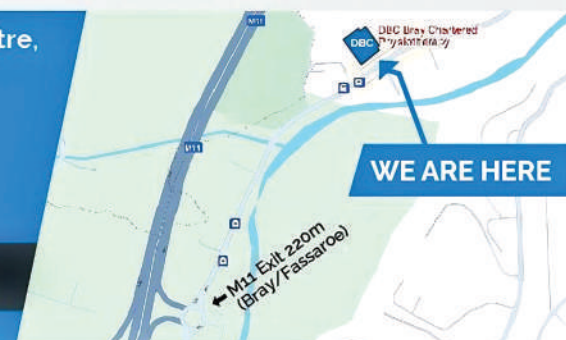 tre,
M11
DBC
DBC Bray Chartered
Physiotherapy
M11
WE ARE HERE
M11 Exit 220m
(Bray/Fassaroe)